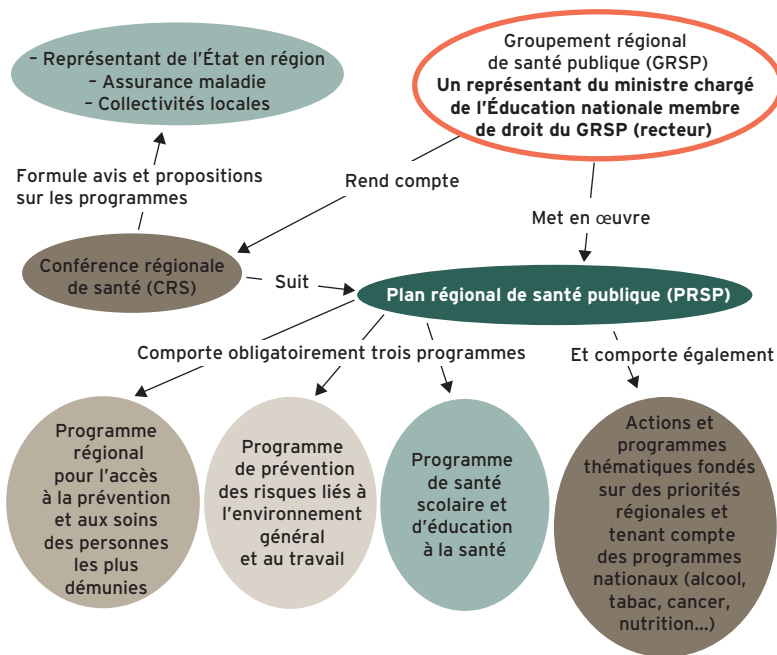 – Représentant de l’État en région
– Assurance maladie
– Collectivités locales
Groupement régional
de santé publique (GRSP)
Un représentant du ministre chargé
de l’Éducation nationale membre
de droit du GRSP (recteur)
Formule avis et propositions
sur les programmes
Rend compte
Met en œuvre
Conférence régionale
de santé (CRS)
Suit
Plan régional de santé publique (PRSP)
Comporte obligatoirement trois programmes
Et comporte également
Programme
régional
pour l’accès
à la prévention
et aux soins
des personnes
les plus
démunies
Programme
de prévention
des risques liés à
l’environnement
général
et au travail
Programme
de santé
scolaire et
d’éducation
à la santé
Actions et
programmes
thématiques fondés
sur des priorités
régionales et
tenant compte
des programmes
nationaux (alcool,
tabac, cancer,
nutrition...)